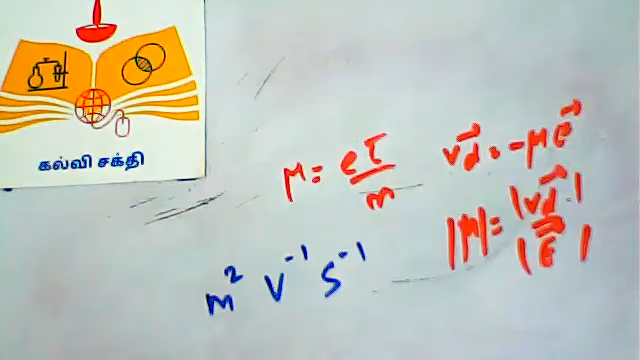 கல்வி சக்தி
μ = eτ/m
v⃗d = -μE⃗
|μ| = |v⃗d|/|E⃗|
m² V⁻¹ S⁻¹